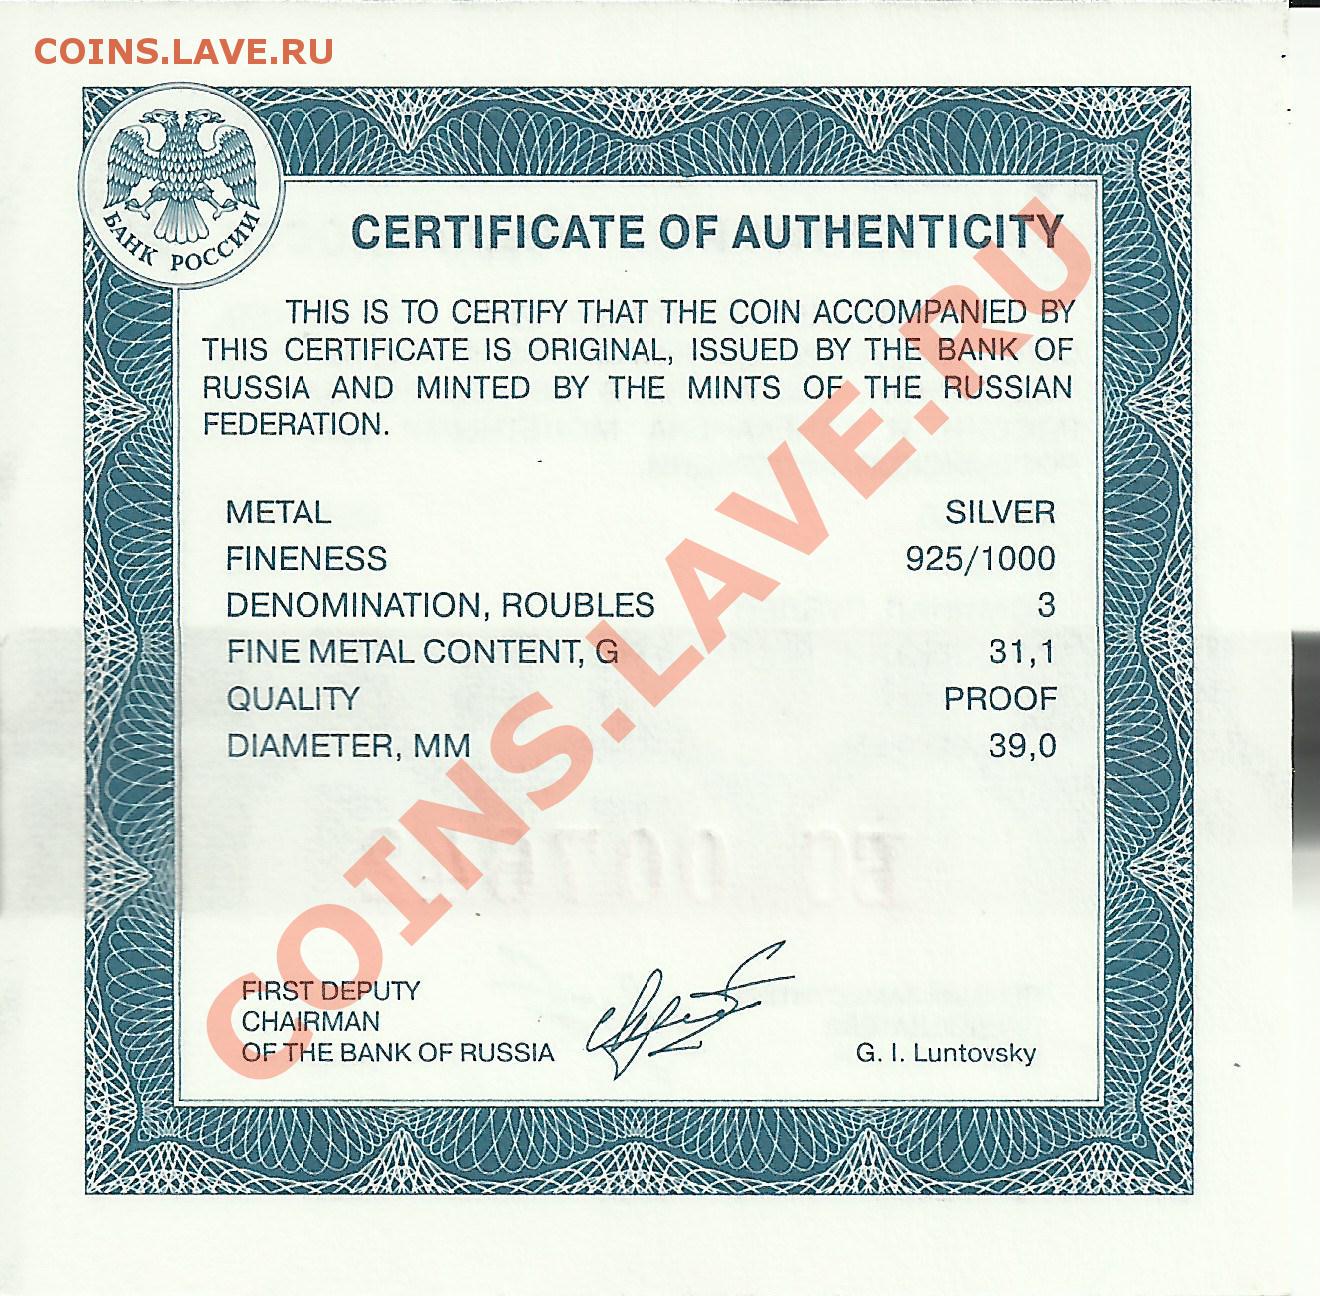 COINS.LAVE.RU
БАНК РОССИИ
CERTIFICATE OF AUTHENTICITY
THIS IS TO CERTIFY THAT THE COIN ACCOMPANIED BY
THIS CERTIFICATE IS ORIGINAL, ISSUED BY THE BANK OF
RUSSIA AND MINTED BY THE MINTS OF THE RUSSIAN
FEDERATION.
METAL SILVER
FINENESS 925/1000
DENOMINATION, ROUBLES 3
FINE METAL CONTENT, G 31,1
QUALITY PROOF
DIAMETER, MM 39,0
FIRST DEPUTY
CHAIRMAN
OF THE BANK OF RUSSIA G. I. Luntovsky
COINS.LAVE.RU